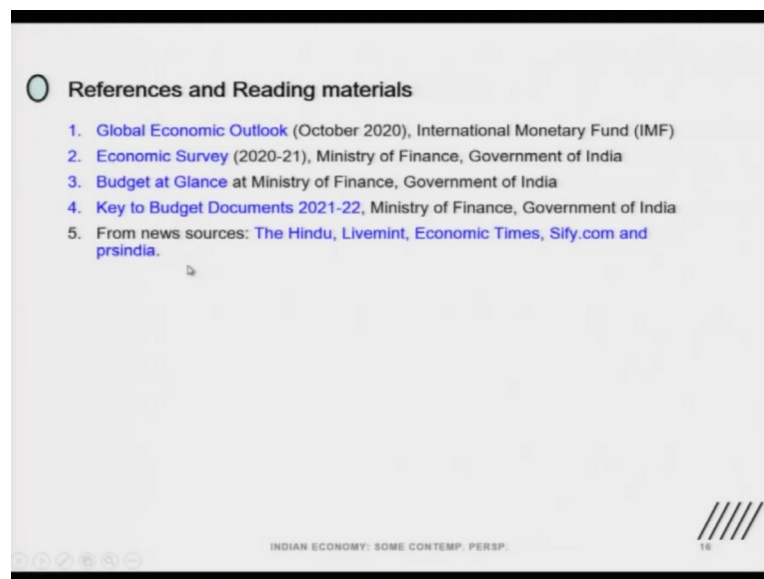 References and Reading materials
1. Global Economic Outlook (October 2020), International Monetary Fund (IMF)
2. Economic Survey (2020-21), Ministry of Finance, Government of India
3. Budget at Glance at Ministry of Finance, Government of India
4. Key to Budget Documents 2021-22, Ministry of Finance, Government of India
5. From news sources: The Hindu, Livemint, Economic Times, Sify.com and
prsindia.
INDIAN ECONOMY: SOME CONTEMP. PERSP.
16